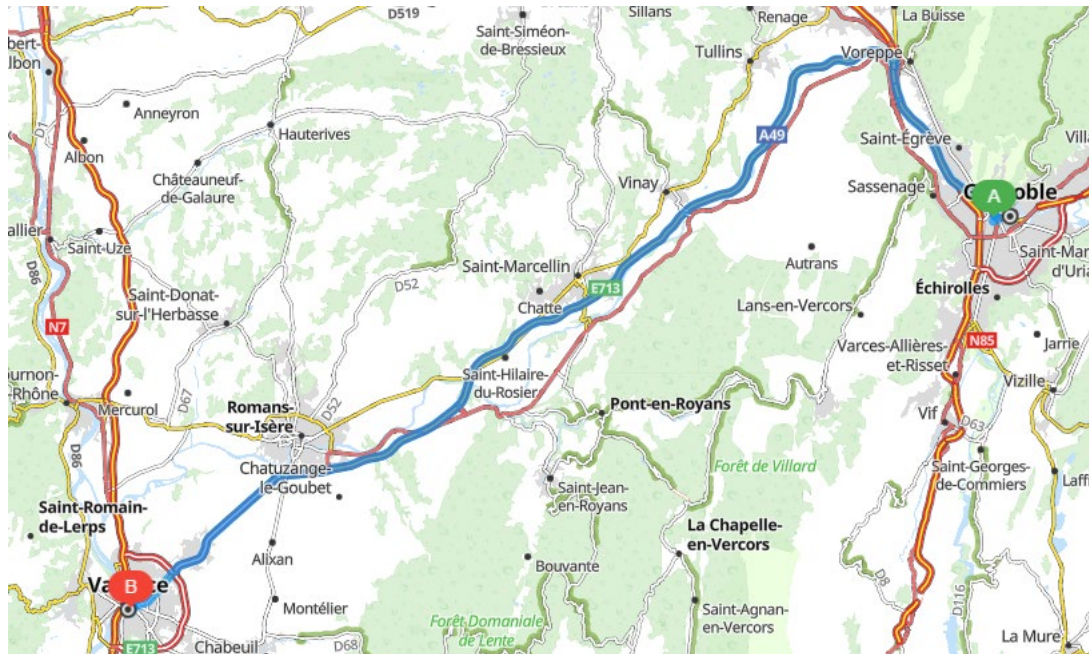 D519
Sillans
Renage
La Buisse
Saint-Siméon-
de-Bressieux
Tullins
Voreppe
Anneyron
D1
Hauterives
A49
Saint-Égrève
Albon
Châteauneuf-
de-Galaure
Vinay
Sassenage
A
Saint-Uze
D86
Saint-Marcellin
D52
E713
Autrans
Échirolles
Saint-Donat-
sur-l'Herbasse
Chatte
Lans-en-Vercors
N7
N85
Varces-Allières-
et-Risset
Jarrie
Saint-Hilaire-
du-Rosier
Vizille
Mercurol
D67
Romans-
sur-Isère
D52
Pont-en-Royans
Vif
D63
D86
Chatuzange-
le-Goubet
Forêt de Villard
Saint-Georges-
de-Commiers
Saint-Jean-
en-Royans
Saint-Romain-
de-Lerps
La Chapelle-
en-Vercors
Alixan
Bouvante
D8
D116
B
Montélier
Saint-Agnan-
en-Vercors
Forêt Domaniale
de Lente
La Mure
E713
Chabeuil
D68